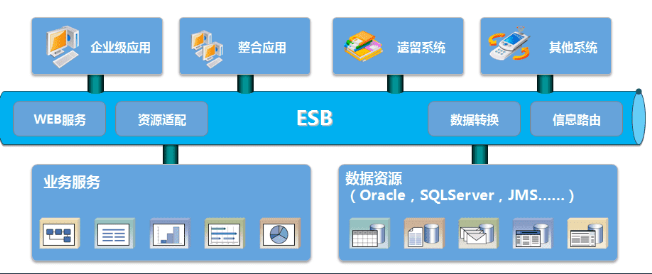 企业级应用
整合应用
遗留系统
其他系统
WEB服务
资源适配
ESB
数据转换
信息路由
业务服务
数据资源
（Oracle，SQLServer，JMS......）